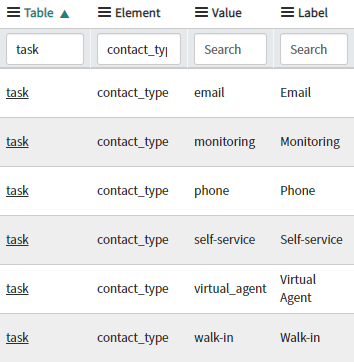 Table ▲ Element Value Label
task contact_ty Search Search
task contact_type email Email
task contact_type monitoring Monitoring
task contact_type phone Phone
task contact_type self-service Self-service
task contact_type virtual_agent Virtual
Agent
task contact_type walk-in Walk-in